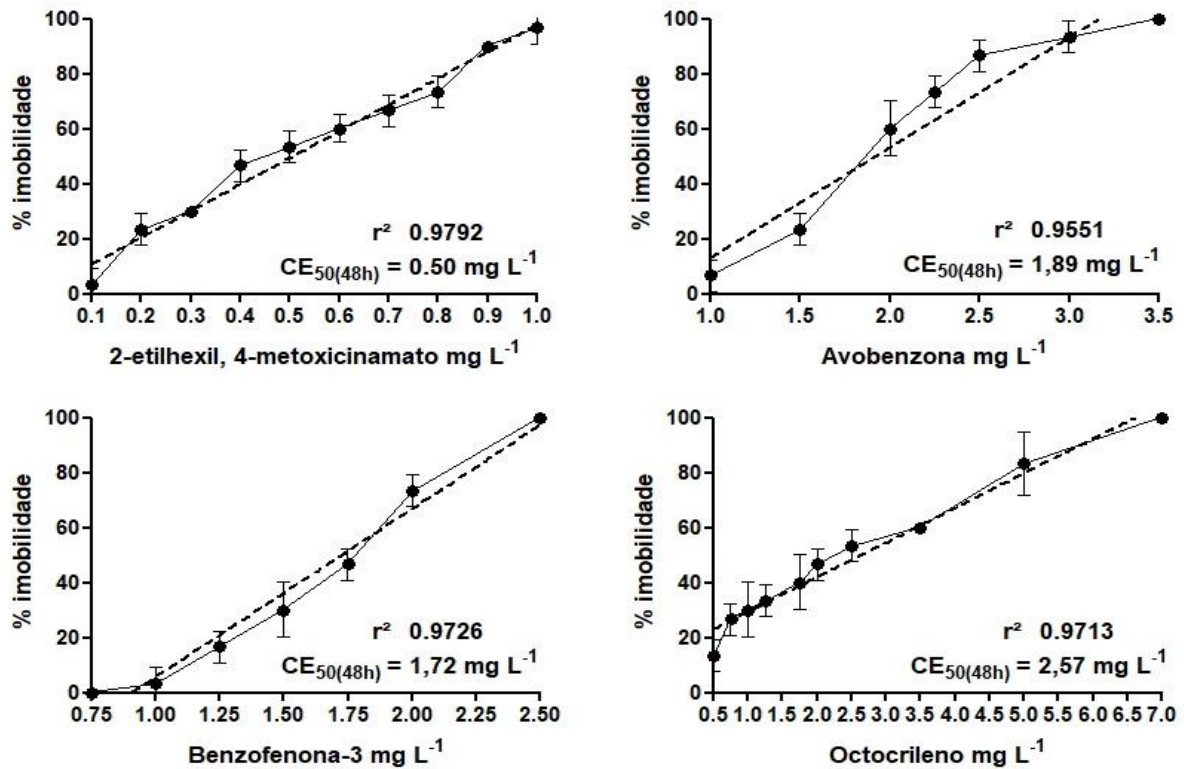 % imobilidade
100
80
60
40
20
0
r² 0.9792
CE50(48h) = 0.50 mg L-1
0.1 0.2 0.3 0.4 0.5 0.6 0.7 0.8 0.9 1.0
2-etilhexil, 4-metoxicinamato mg L-1
% imobilidade
100
80
60
40
20
0
r² 0.9551
CE50(48h) = 1,89 mg L-1
1.0 1.5 2.0 2.5 3.0 3.5
Avobenzona mg L-1
% imobilidade
100
80
60
40
20
0
r² 0.9726
CE50(48h) = 1,72 mg L-1
0.75 1.00 1.25 1.50 1.75 2.00 2.25 2.50
Benzofenona-3 mg L-1
% imobilidade
100
80
60
40
20
0
r² 0.9713
CE50(48h) = 2,57 mg L-1
0.5 1.0 1.5 2.0 2.5 3.0 3.5 4.0 4.5 5.0 5.5 6.0 6.5 7.0
Octocrileno mg L-1